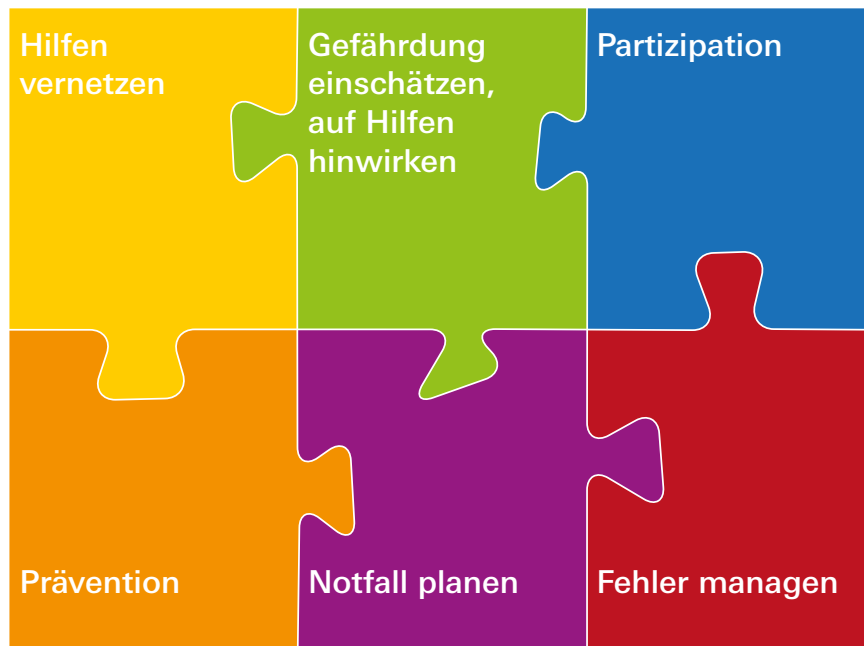 Hilfen
vernetzen
Gefährdung
einschätzen,
auf Hilfen
hinwirken
Partizipation
Prävention
Notfall planen
Fehler managen